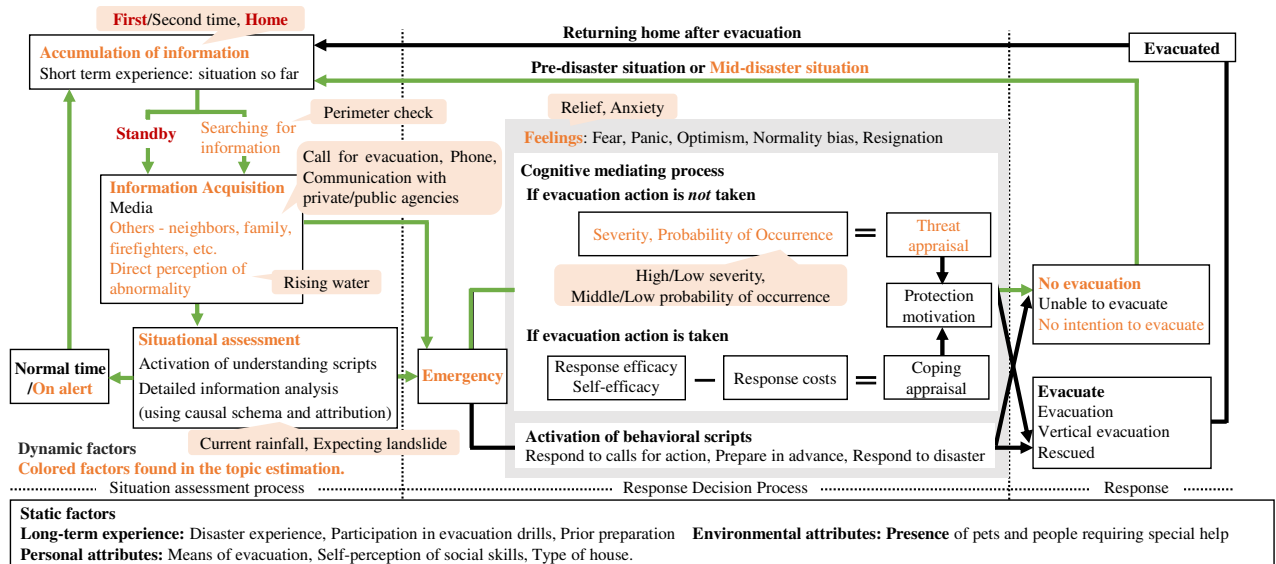 First/Second time, Home
Accumulation of information
Short term experience: situation so far
Returning home after evacuation
Evacuated
Pre-disaster situation or Mid-disaster situation
Standby
Searching for
information
Perimeter check
Relief, Anxiety
Feelings: Fear, Panic, Optimism, Normality bias, Resignation
Call for evacuation, Phone,
Communication with
private/public agencies
Information Acquisition
Media
Others - neighbors, family,
firefighters, etc.
Direct perception of
abnormality
Rising water
Cognitive mediating process
If evacuation action is not taken
Severity, Probability of Occurrence
=
Threat
appraisal
High/Low severity,
Middle/Low probability of occurrence
Protection
motivation
If evacuation action is taken
Response efficacy
Self-efficacy
−
Response costs
=
Coping
appraisal
No evacuation
Unable to evacuate
No intention to evacuate
Situational assessment
Activation of understanding scripts
Detailed information analysis
(using causal schema and attribution)
Normal time
/On alert
Emergency
Current rainfall, Expecting landslide
Activation of behavioral scripts
Respond to calls for action, Prepare in advance, Respond to disaster
Evacuate
Evacuation
Vertical evacuation
Rescued
Dynamic factors
Colored factors found in the topic estimation.
Situation assessment process
Response Decision Process
Response
Static factors
Long-term experience: Disaster experience, Participation in evacuation drills, Prior preparation Environmental attributes: Presence of pets and people requiring special help
Personal attributes: Means of evacuation, Self-perception of social skills, Type of house.